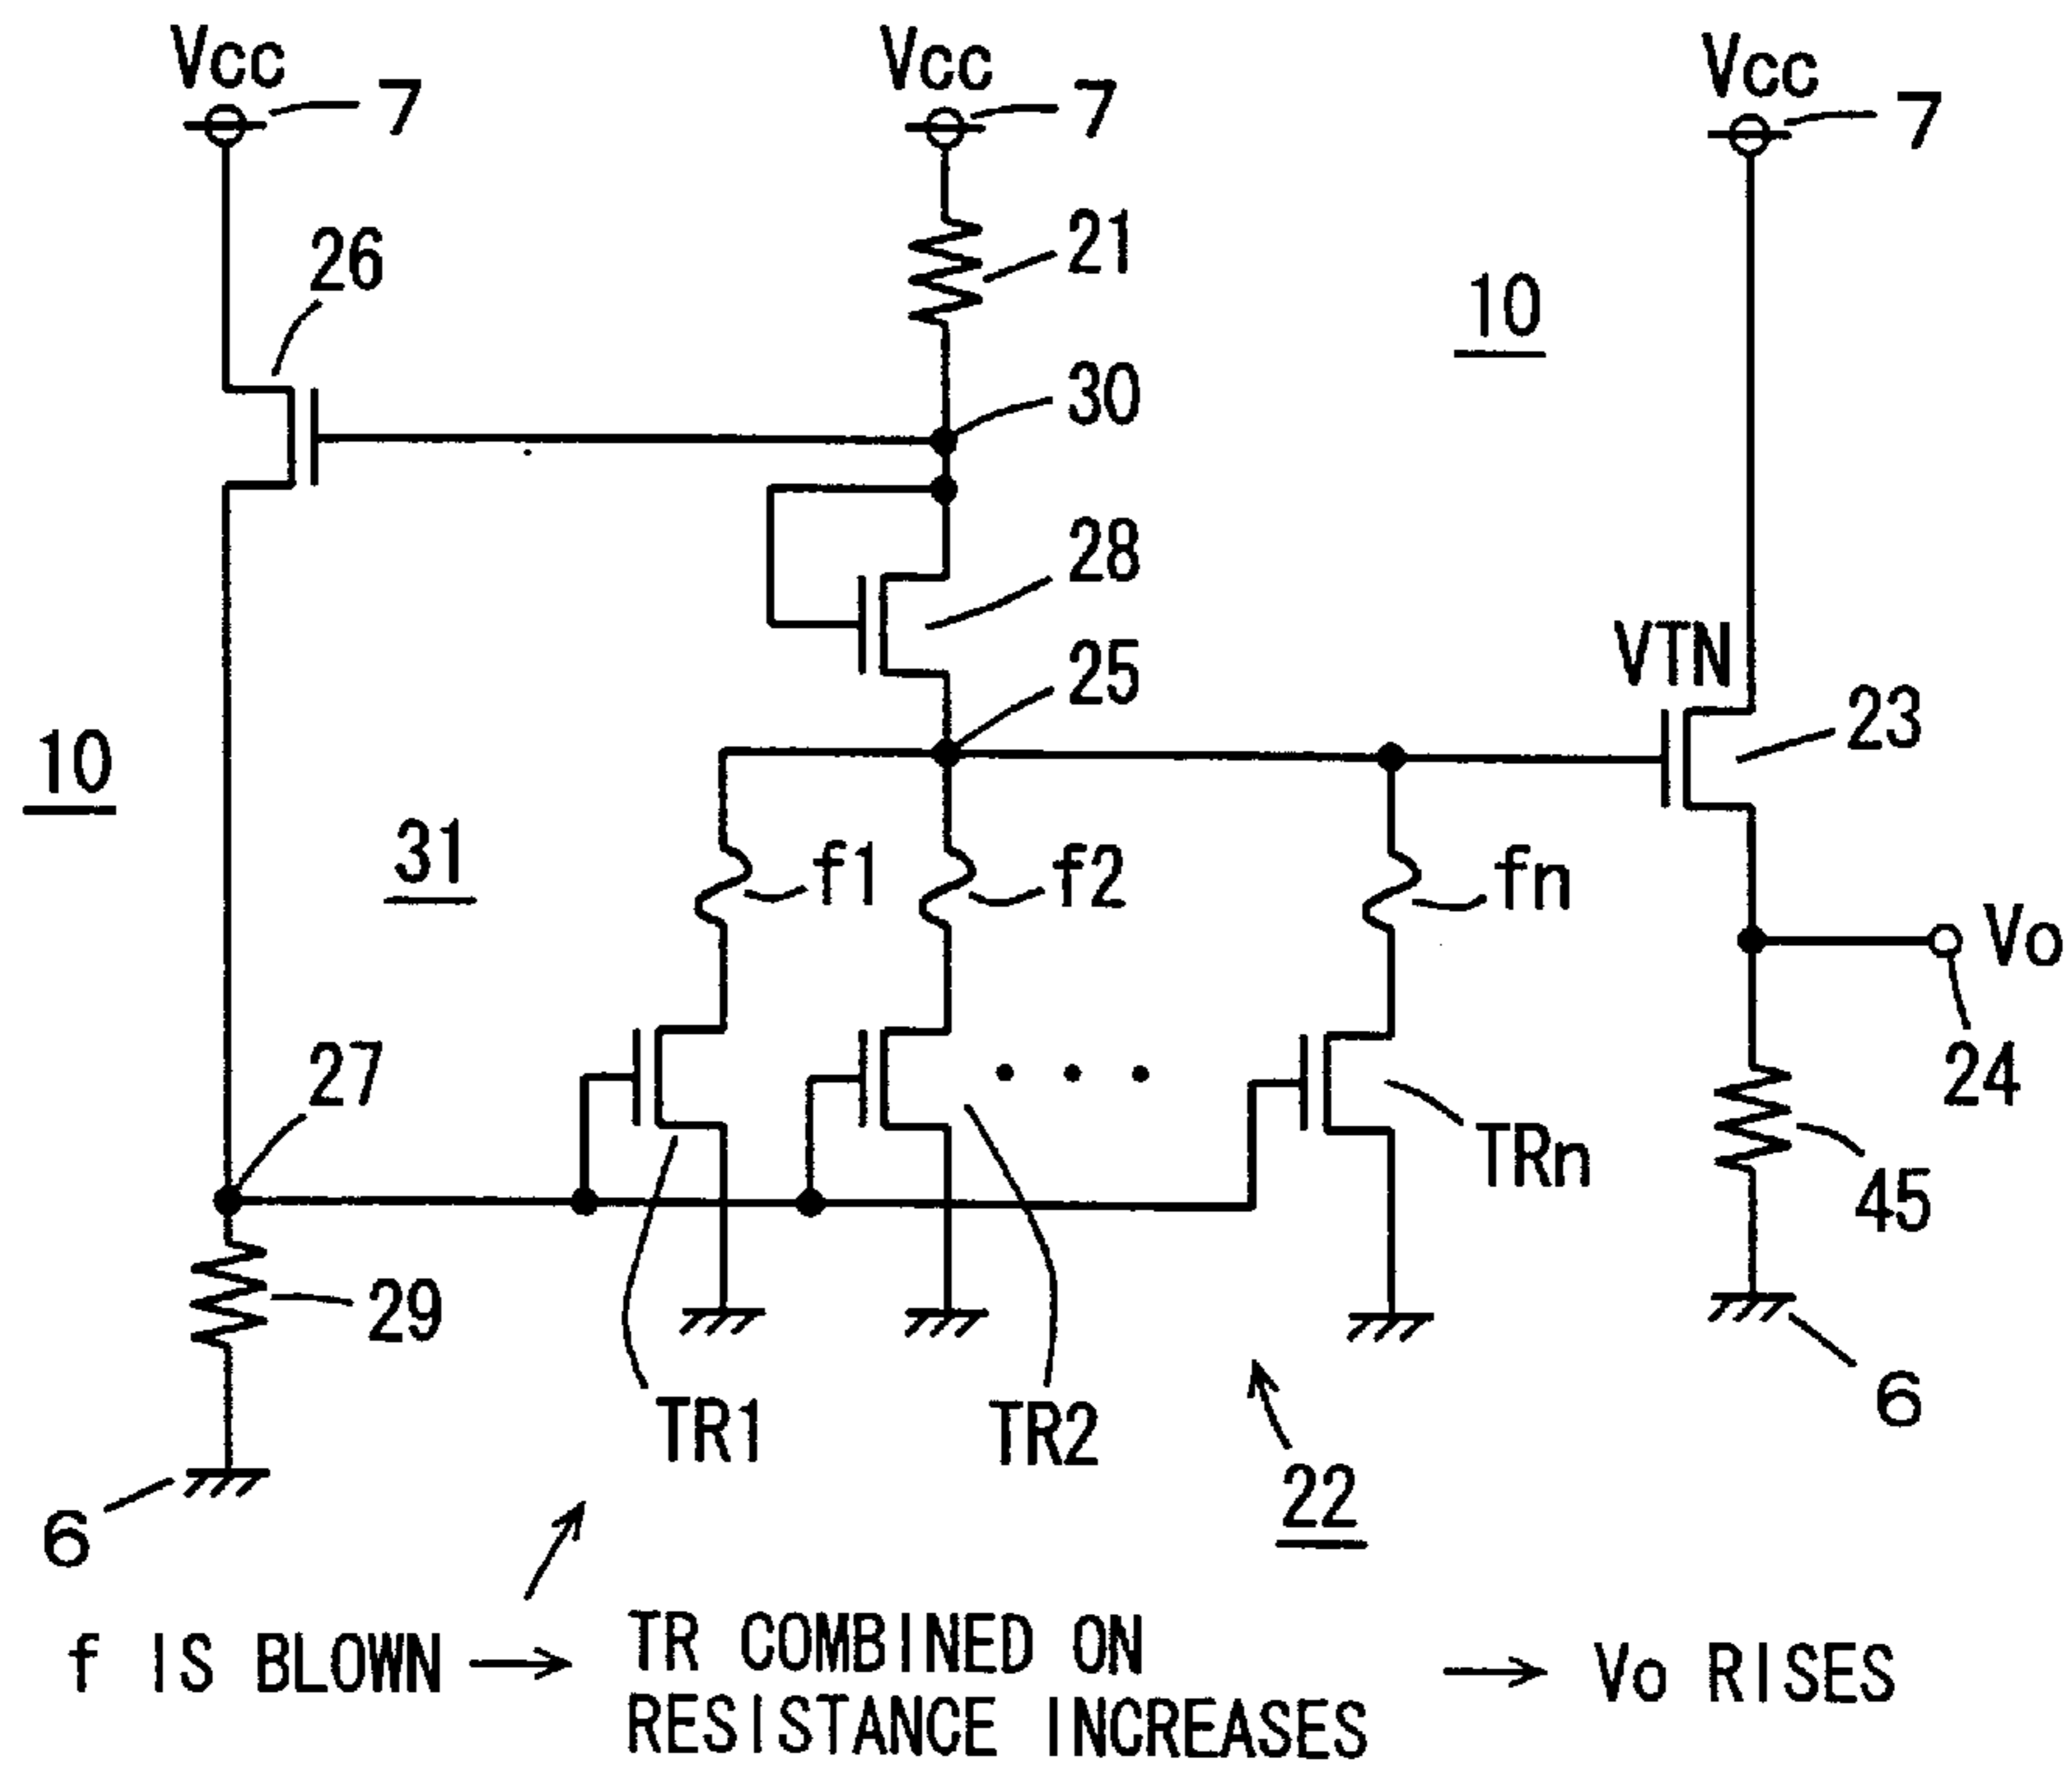 Vcc
7
Vcc
7
Vcc
7
26
21
10
30
28
25
VTN
23
10
31
f1
f2
fn
Vo
27
24
TRn
45
29
TR1
TR2
22
6
6
f IS BLOWN → TR COMBINED ON
RESISTANCE INCREASES → Vo RISES